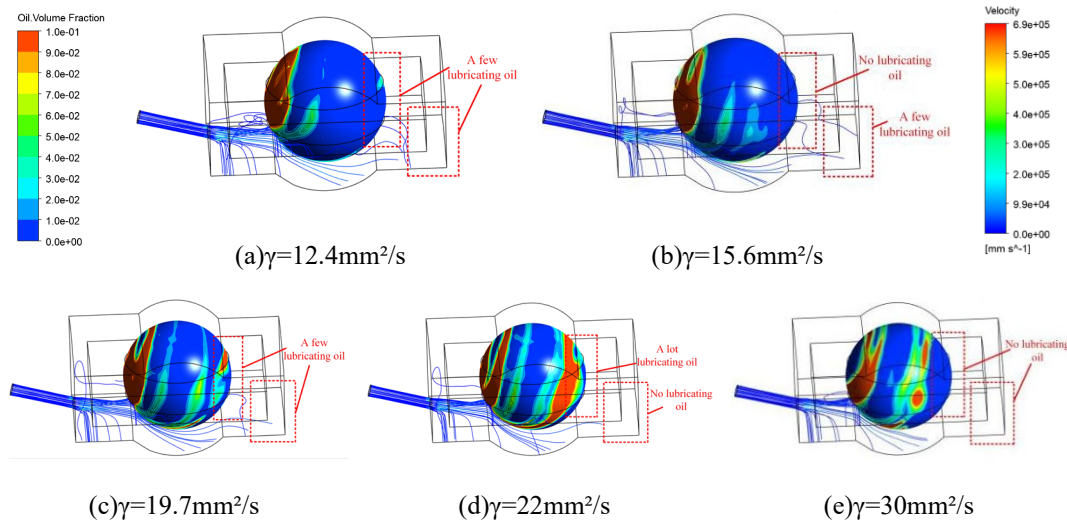 Oil.Volume Fraction
1.0e-01
9.0e-02
8.0e-02
7.0e-02
6.0e-02
5.0e-02
4.0e-02
3.0e-02
2.0e-02
1.0e-02
0.0e+00
A few
lubricating oil
No lubricating
oil
A few
lubricating oil
Velocity
6.9e+05
5.9e+05
4.9e+05
3.9e+05
3.0e+05
2.0e+05
9.9e+04
0.0e+00
[mm s^-1]
(a)γ=12.4mm²/s
(b)γ=15.6mm²/s
A few
lubricating oil
A lot
lubricating oil
No lubricating
oil
No lubricating
oil
(c)γ=19.7mm²/s
(d)γ=22mm²/s
(e)γ=30mm²/s